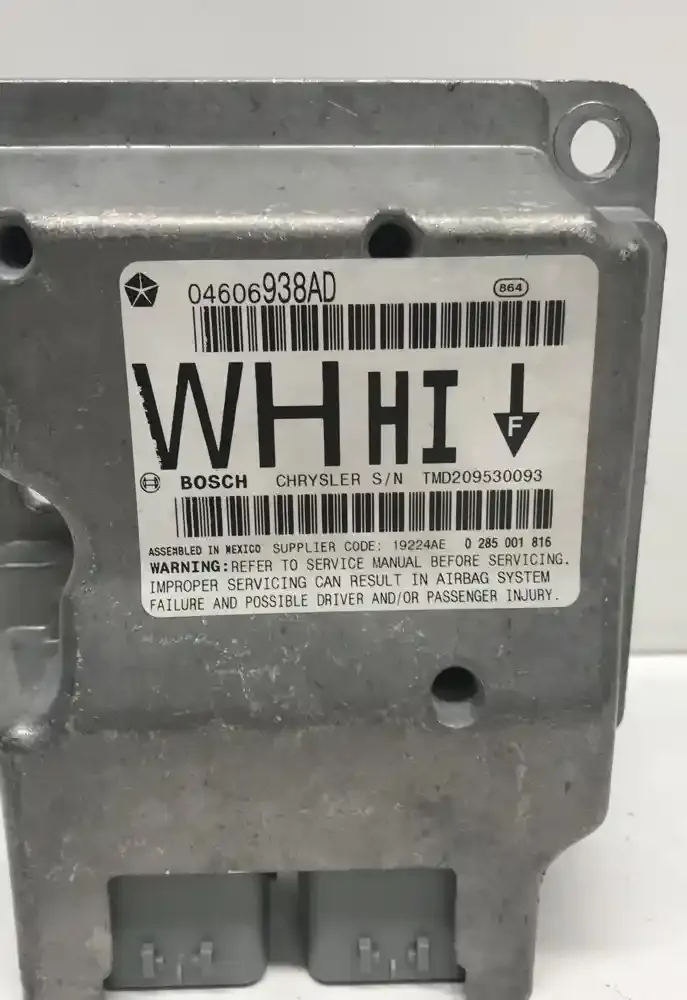 04606938AD 864
WH HI F
BOSCH CHRYSLER S/N TMD209530093
ASSEMBLED IN MEXICO SUPPLIER CODE: 19224AE 0 285 001 816
WARNING: REFER TO SERVICE MANUAL BEFORE SERVICING.
IMPROPER SERVICING CAN RESULT IN AIRBAG SYSTEM
FAILURE AND POSSIBLE DRIVER AND/OR PASSENGER INJURY.